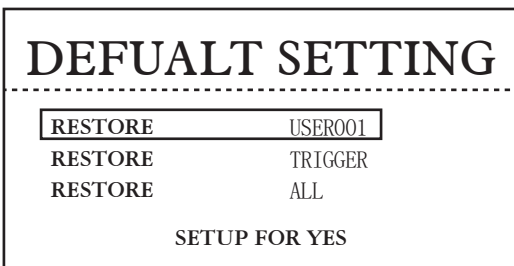 DEFUALT SETTING
RESTORE USER001
RESTORE TRIGGER
RESTORE ALL
SETUP FOR YES